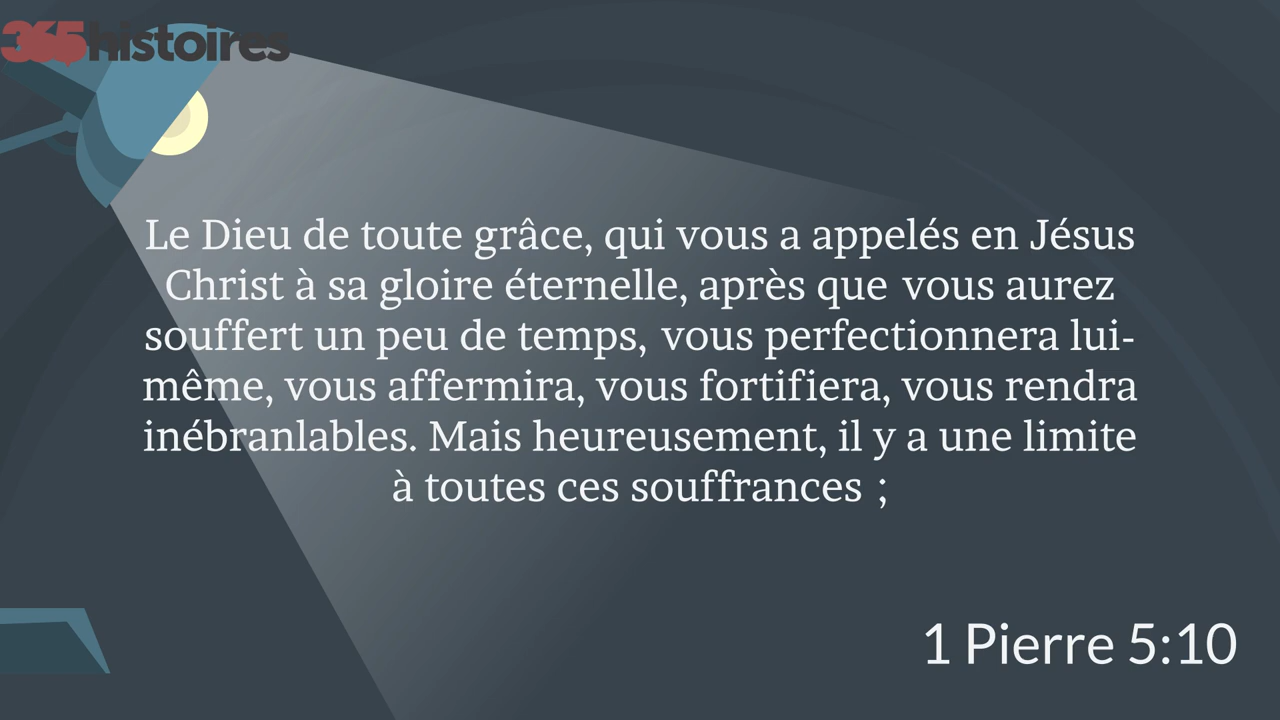 365histoires
Le Dieu de toute grâce, qui vous a appelés en Jésus
Christ à sa gloire éternelle, après que vous aurez
souffert un peu de temps, vous perfectionnera lui-
même, vous affermira, vous fortifiera, vous rendra
inébranlables. Mais heureusement, il y a une limite
à toutes ces souffrances ;
1 Pierre 5:10